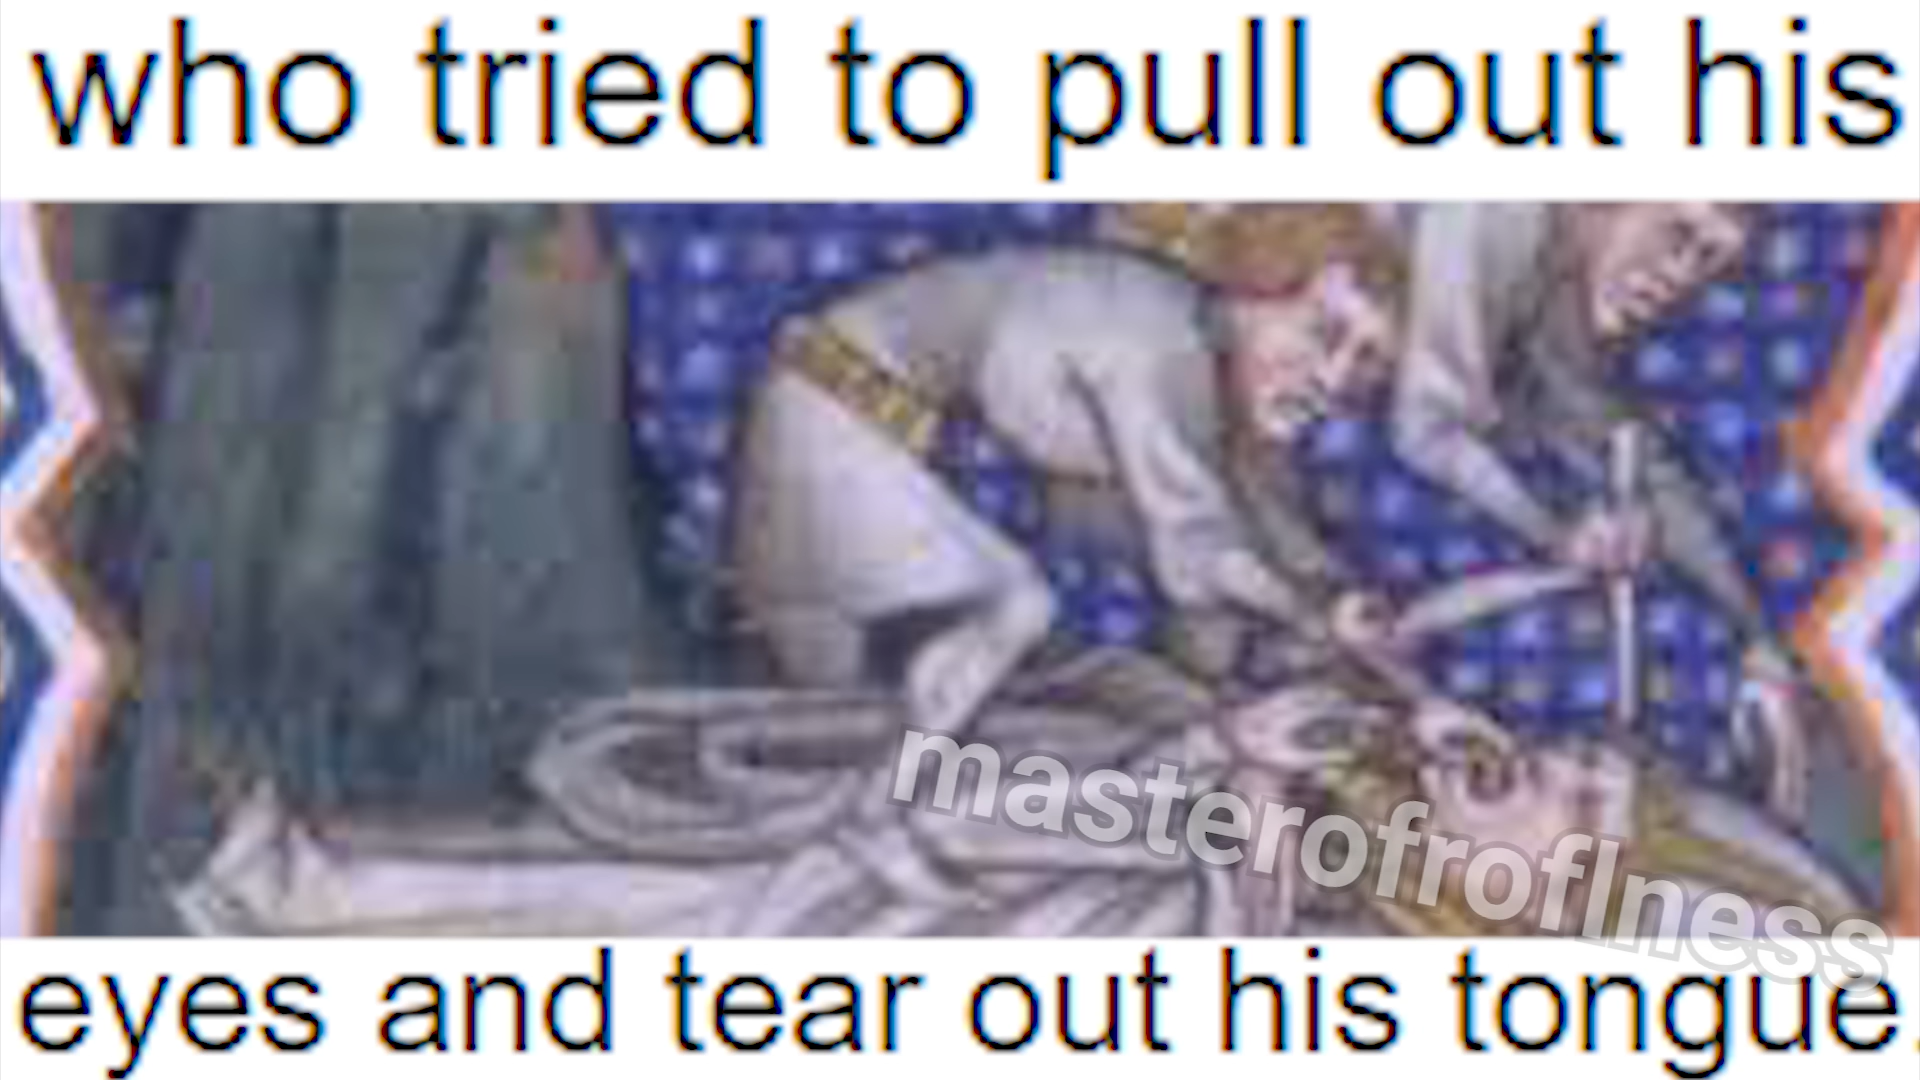 who tried to pull out his
masterofroflness
eyes and tear out his tongue.